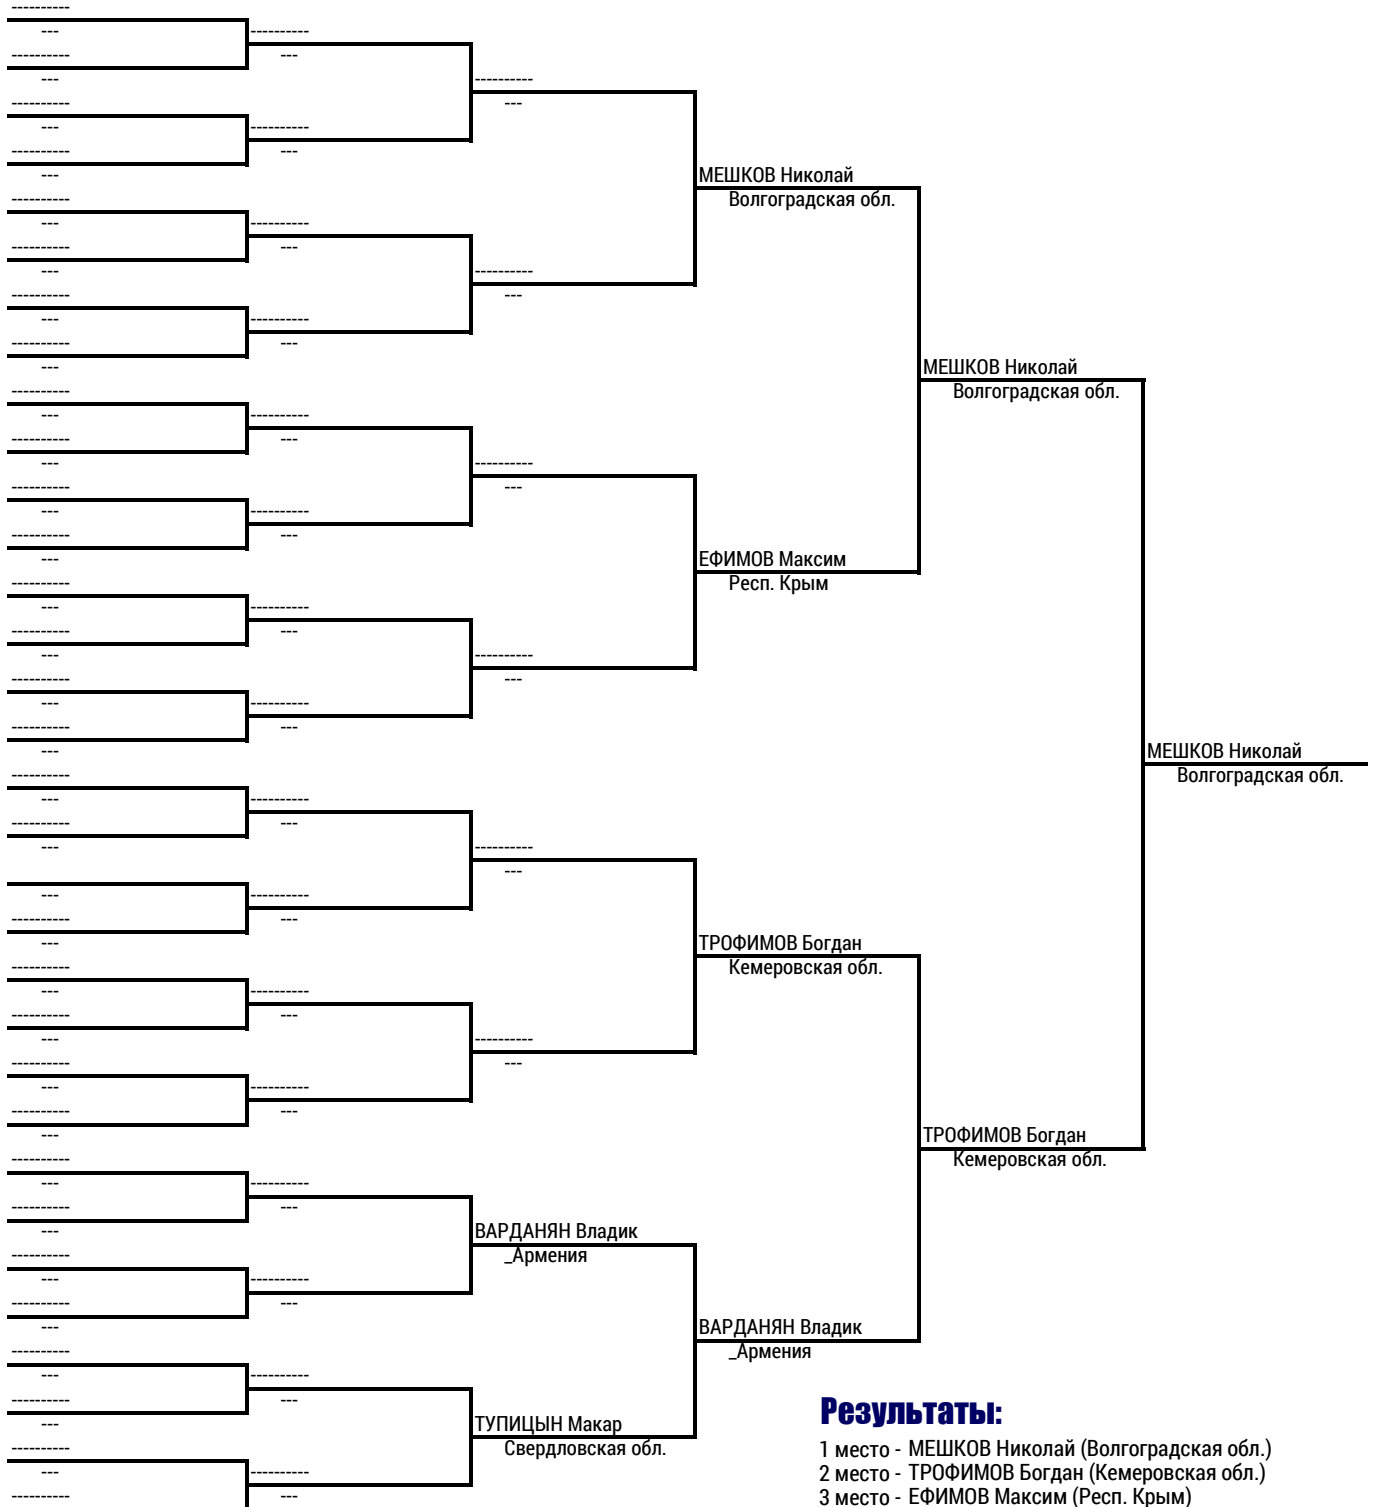 МЕШКОВ Николай
Волгоградская обл.
МЕШКОВ Николай
Волгоградская обл.
ЕФИМОВ Максим
Респ. Крым
МЕШКОВ Николай
Волгоградская обл.
ТРОФИМОВ Богдан
Кемеровская обл.
ТРОФИМОВ Богдан
Кемеровская обл.
ВАРДАНЯН Владик
_Армения
ВАРДАНЯН Владик
_Армения
ТУПИЦЫН Макар
Свердловская обл.
Результаты:
1 место - МЕШКОВ Николай (Волгоградская обл.)
2 место - ТРОФИМОВ Богдан (Кемеровская обл.)
3 место - ЕФИМОВ Максим (Респ. Крым)